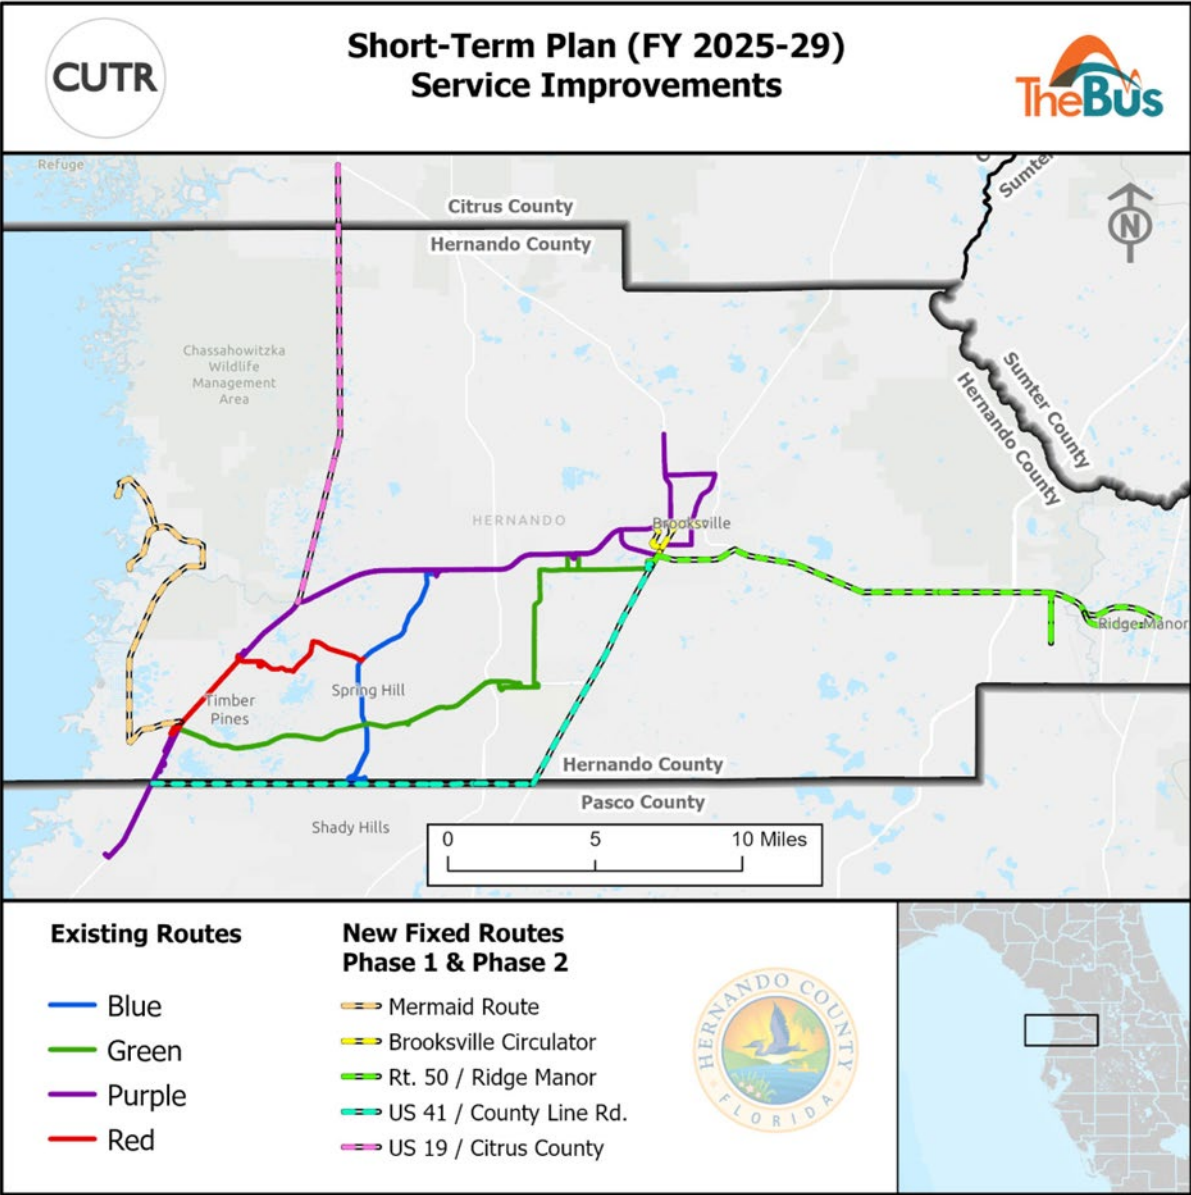 CUTR
Short-Term Plan (FY 2025-29)
Service Improvements
TheBus
Refuge
Citrus County
Hernando County
Sumter
N
Chassahowitzka
Wildlife
Management
Area
Sumter County
Hernando County
HERNANDO
Brooksville
Ridge Manor
Spring Hill
Timber
Pines
Hernando County
Pasco County
Shady Hills
0 5 10 Miles
Existing Routes
Blue
Green
Purple
Red
New Fixed Routes
Phase 1 & Phase 2
Mermaid Route
Brooksville Circulator
Rt. 50 / Ridge Manor
US 41 / County Line Rd.
US 19 / Citrus County
HERNANDO COUNTY
FLORIDA